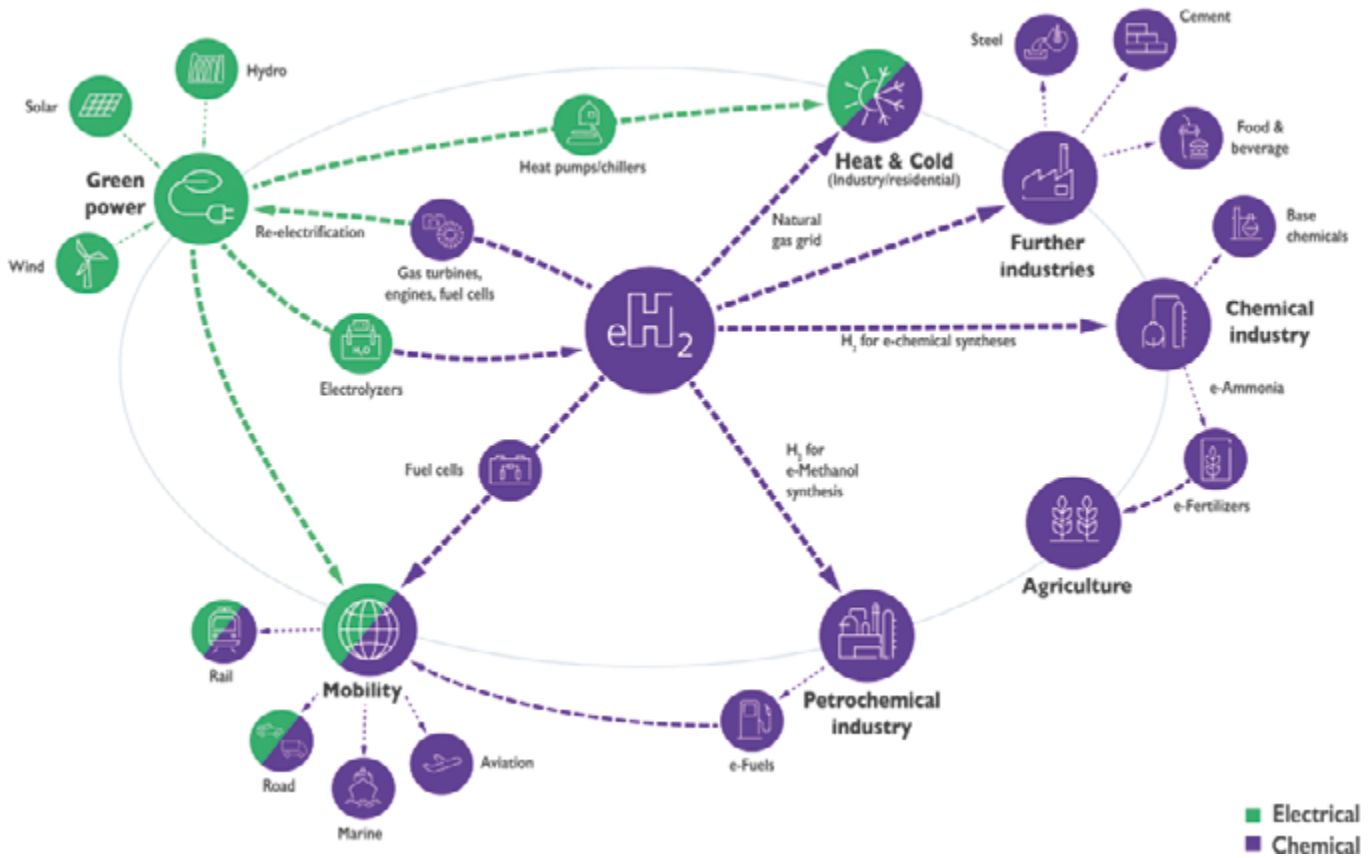 Steel
Cement
Hydro
Solar
Food &
beverage
Green
power
Heat pumps/chillers
Heat & Cold
(Industry/residential)
Re-electrification
Natural
gas grid
Base
chemicals
Wind
Gas turbines,
engines, fuel cells
Further
industries
eH2
Chemical
industry
H2O
H2 for e-chemical syntheses
Electrolyzers
e-Ammonia
Fuel cells
H2 for
e-Methanol
synthesis
e-Fertilizers
Agriculture
Rail
Mobility
Petrochemical
industry
Road
Aviation
e-Fuels
Marine
Electrical
Chemical